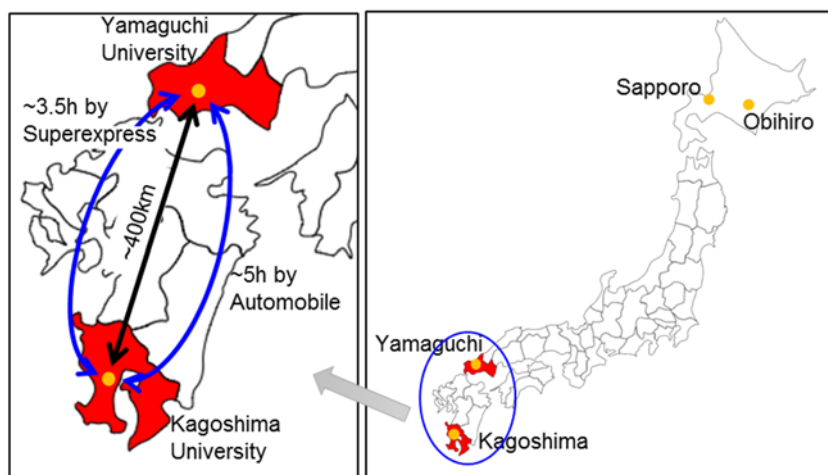 Yamaguchi
University
~3.5h by
Superexpress
~400km
~5h by
Automobile
Kagoshima
University
Sapporo
Obihiro
Yamaguchi
Kagoshima